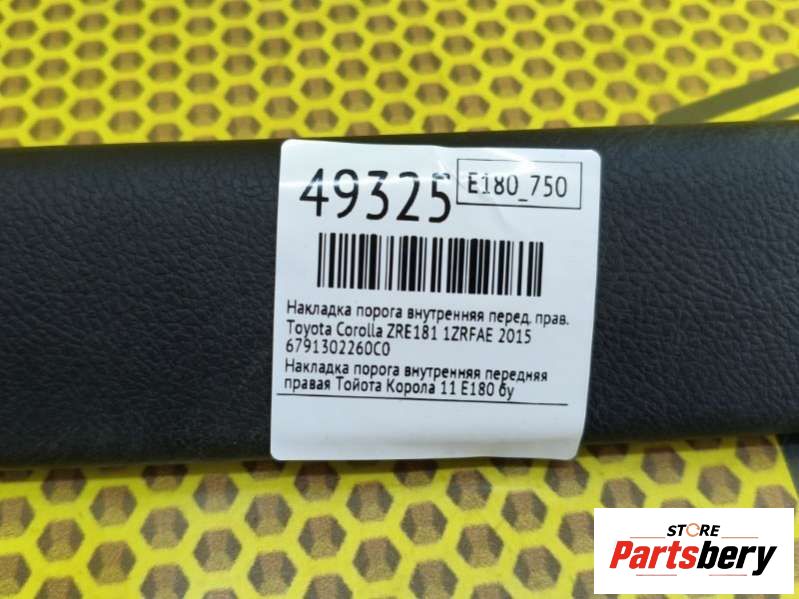 49325
E180_750
Накладка порога внутренняя перед. прав.
Toyota Corolla ZRE181 1ZRFAE 2015
6791302260C0
Накладка порога внутренняя передняя
правая Тойота Корола 11 Е180 бу
STORE
Partsbery